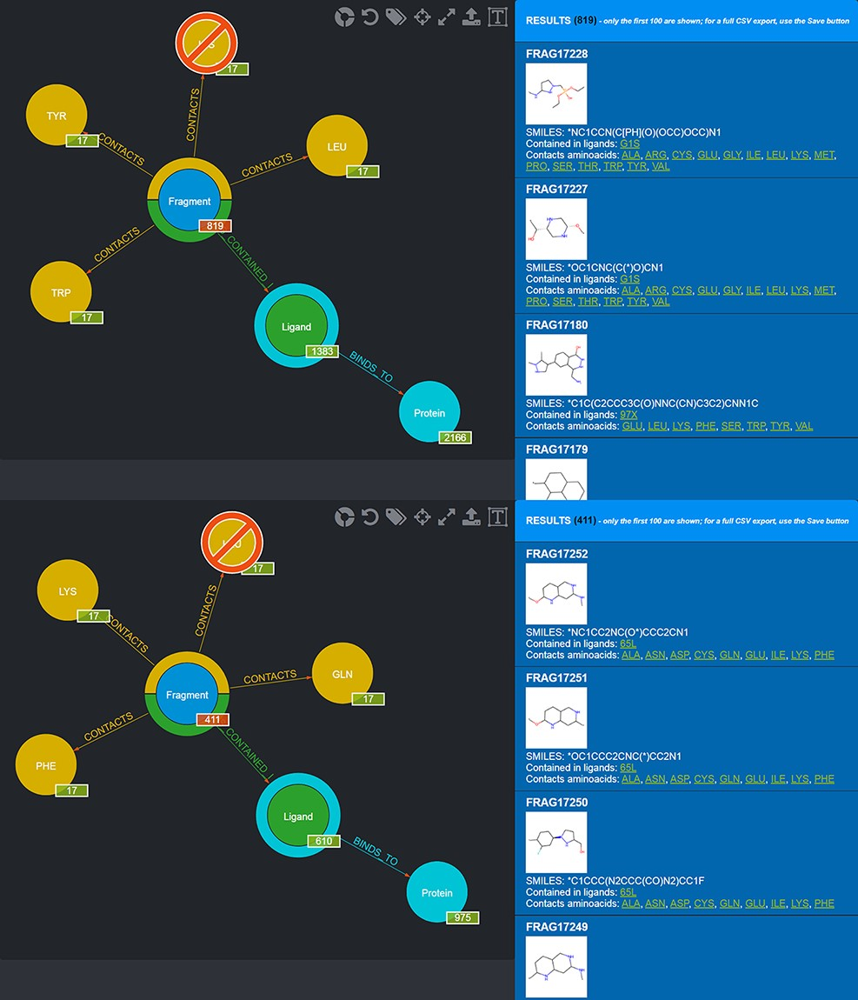 17
TYR
17
CONTACTS
CONTACTS
CONTACTS
LEU
17
Fragment
819
CONTACTS
TRP
17
CONTAINED_I
Ligand
1383
BINDS_TO
Protein
2166
T
RESULTS (819) - only the first 100 are shown; for a full CSV export, use the Save button
FRAG17228
SMILES: *NC1CCN(C[PH](O)(OCC)OCC)N1
Contained in ligands: G1S
Contacts aminoacids: ALA, ARG, CYS, GLU, GLY, ILE, LEU, LYS, MET,
PRO, SER, THR, TRP, TYR, VAL
FRAG17227
SMILES: *OC1CNC(C(*)O)CN1
Contained in ligands: G1S
Contacts aminoacids: ALA, ARG, CYS, GLU, GLY, ILE, LEU, LYS, MET,
PRO, SER, THR, TRP, TYR, VAL
FRAG17180
SMILES: *C1C(C2CCC3C(O)NNC(CN)C3C2)CNN1C
Contained in ligands: 97X
Contacts aminoacids: GLU, LEU, LYS, PHE, SER, TRP, TYR, VAL
FRAG17179
17
LYS
17
CONTACTS
CONTACTS
CONTACTS
GLN
17
Fragment
411
CONTACTS
PHE
17
CONTAINED_I
Ligand
610
BINDS_TO
Protein
975
T
RESULTS (411) - only the first 100 are shown; for a full CSV export, use the Save button
FRAG17252
SMILES: *NC1CC2NC(O*)CCC2CN1
Contained in ligands: 65L
Contacts aminoacids: ALA, ASN, ASP, CYS, GLN, GLU, ILE, LYS, PHE
FRAG17251
SMILES: *OC1CCC2CNC(*)CC2N1
Contained in ligands: 65L
Contacts aminoacids: ALA, ASN, ASP, CYS, GLN, GLU, ILE, LYS, PHE
FRAG17250
SMILES: *C1CCC(N2CCC(CO)N2)CC1F
Contained in ligands: 65L
Contacts aminoacids: ALA, ASN, ASP, CYS, GLN, GLU, ILE, LYS, PHE
FRAG17249